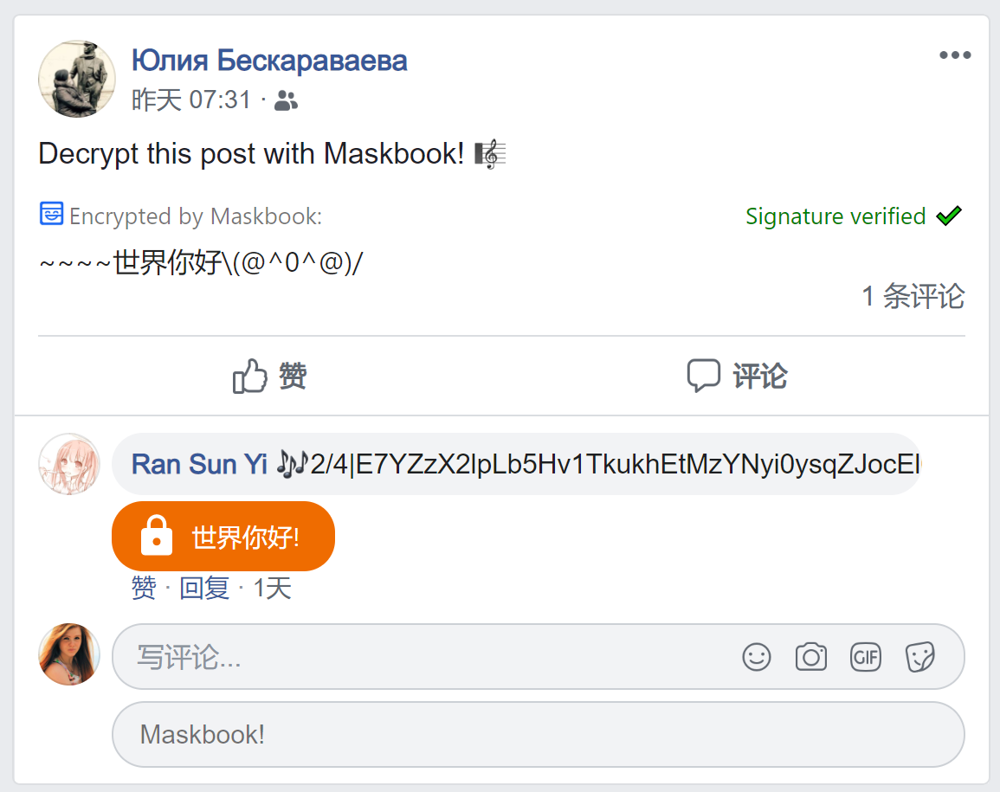 Юлия Бескараваева
昨天 07:31 ·
Decrypt this post with Maskbook! 🎼
Encrypted by Maskbook:
Signature verified ✔
~~~~世界你好\(@^0^@)/
1 条评论
赞
评论
Ran Sun Yi 🎶2/4|E7YZzX2lpLb5Hv1TkukhEtMzYNyi0ysqZJocEl
世界你好!
赞 · 回复 · 1天
写评论...
GIF
Maskbook!